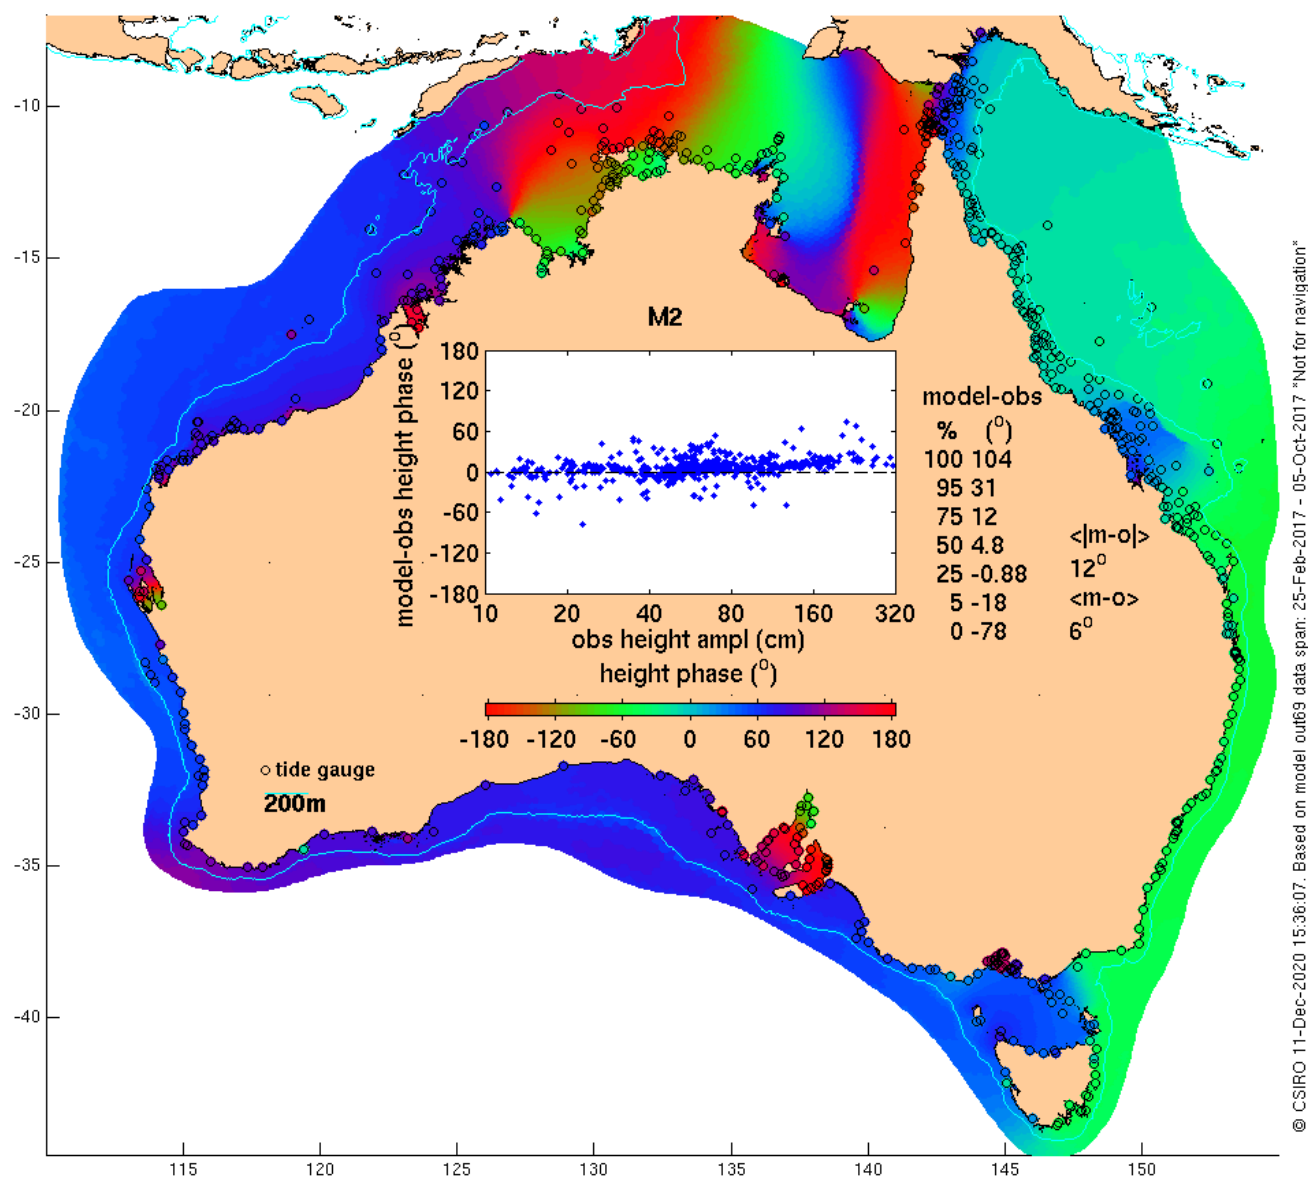 -10
-15
-20
-25
-30
-35
-40
115 120 125 130 135 140 145 150
M2
model-obs height phase (°)
180
120
60
0
-60
-120
-180
10 20 40 80 160 320
obs height ampl (cm)
height phase (°)
-180 -120 -60 0 60 120 180
model-obs
% (°)
100 104
95 31
75 12
50 4.8
25 -0.88
5 -18
0 -78
<|m-o|>
12°
<m-o>
6°
tide gauge
200m
© CSIRO 11-Dec-2020 15:36:07. Based on model out69 data span: 25-Feb-2017 - 05-Oct-2017 "Not for navigation"